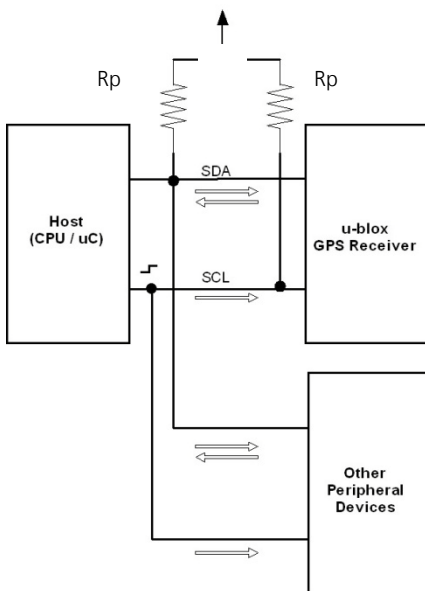 Rp
Rp
SDA
Host
(CPU / uC)
u-blox
GPS Receiver
SCL
Other
Peripheral
Devices